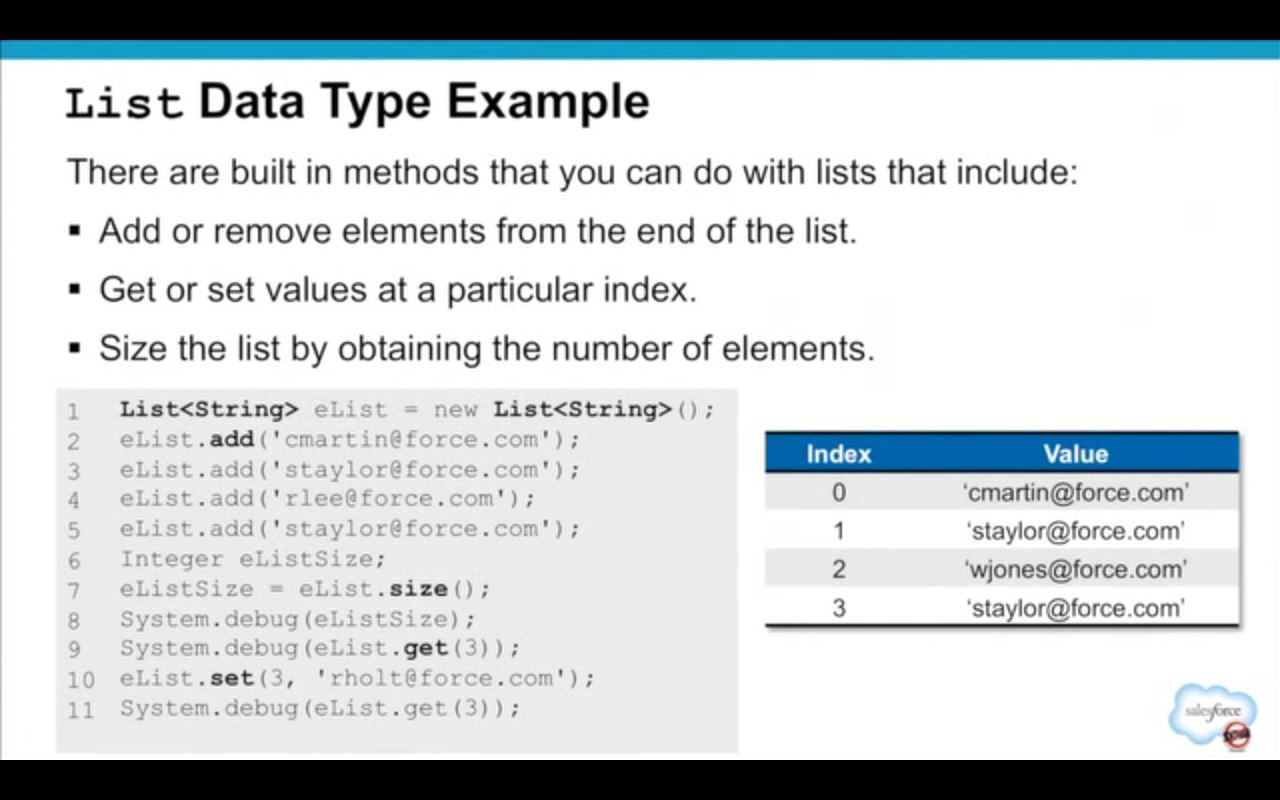 List Data Type Example
There are built in methods that you can do with lists that include:
▪ Add or remove elements from the end of the list.
▪ Get or set values at a particular index.
▪ Size the list by obtaining the number of elements.
1 List<String> eList = new List<String>();
2 eList.add('cmartin@force.com');
3 eList.add('staylor@force.com');
4 eList.add('rlee@force.com');
5 eList.add('staylor@force.com');
6 Integer eListSize;
7 eListSize = eList.size();
8 System.debug(eListSize);
9 System.debug(eList.get(3));
10 eList.set(3, 'rholt@force.com');
11 System.debug(eList.get(3));
Index Value
0 ‘cmartin@force.com’
1 ‘staylor@force.com’
2 ‘wjones@force.com’
3 ‘staylor@force.com’
salesforce